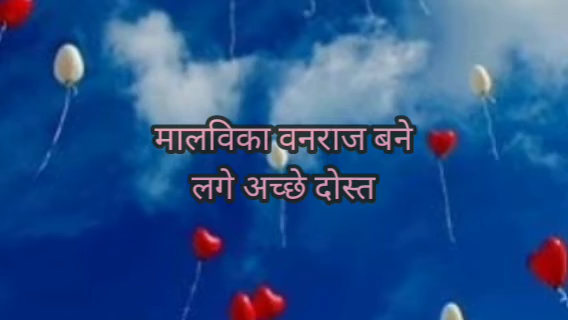 मालविका वनराज बने
लगे अच्छे दोस्त